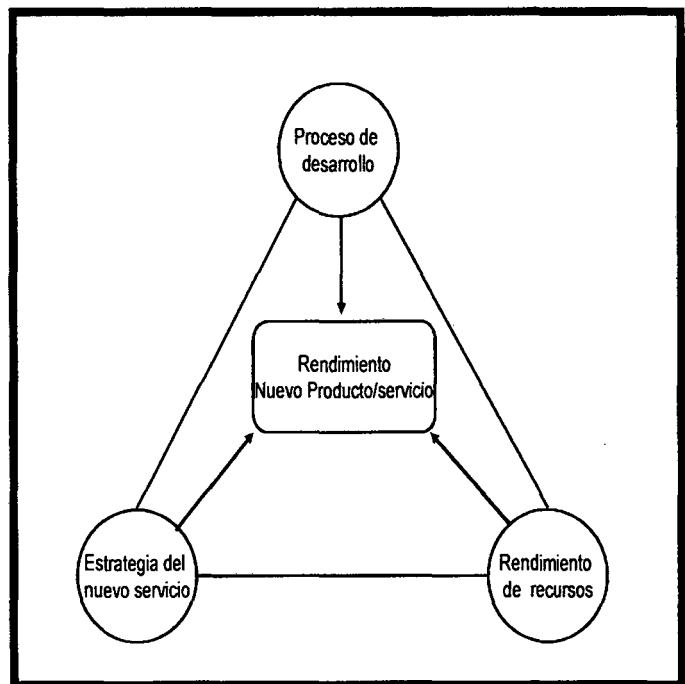 Proceso de
desarrollo
Rendimiento
Nuevo Producto/servicio
Estrategia del
nuevo servicio
Rendimiento
de recursos